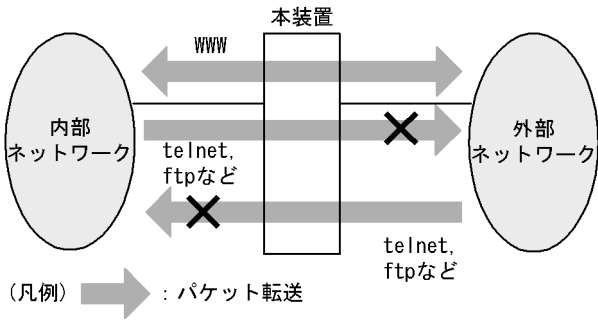 本装置
WWW
内部
ネットワーク
外部
ネットワーク
telnet,
ftpなど
telnet,
ftpなど
(凡例)
：パケット転送